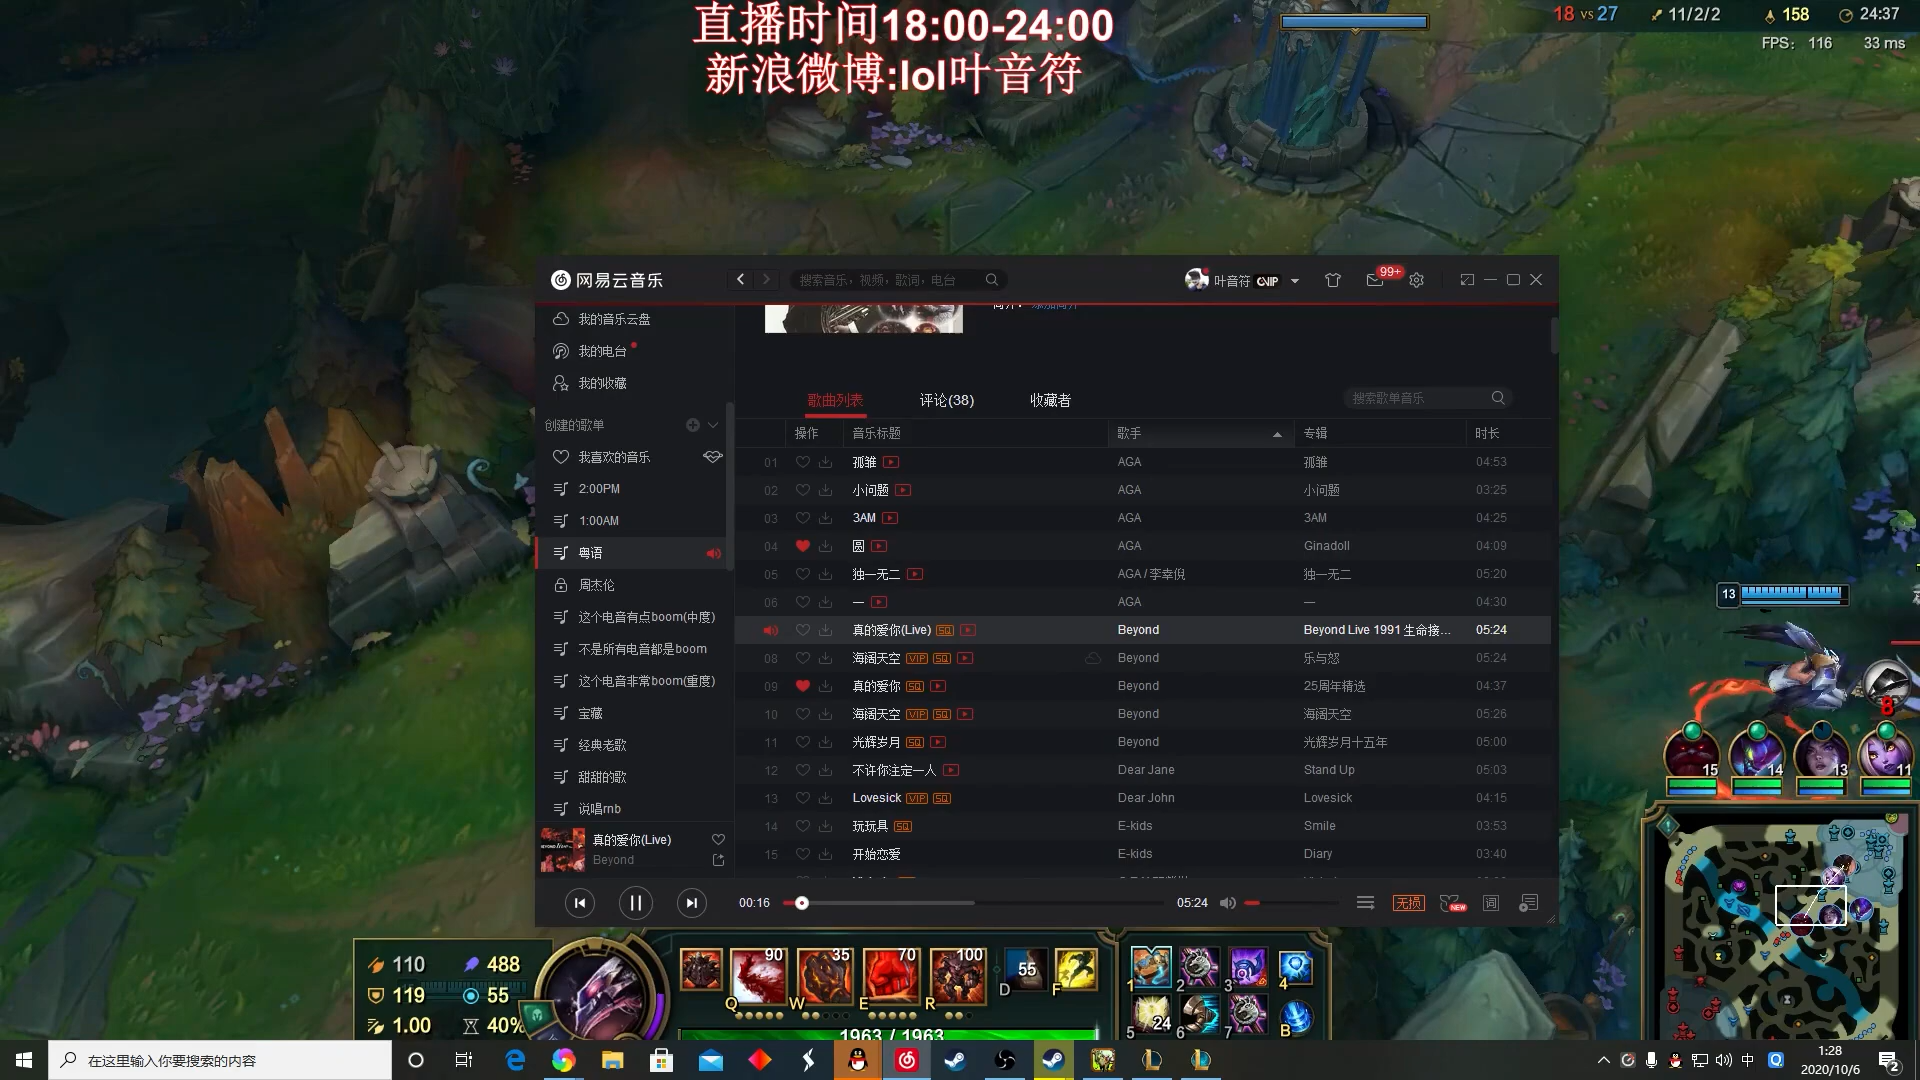 直播时间18:00-24:00
新浪微博:lol叶音符
18 vs 27
11/2/2
158
24:37
FPS: 116
33 ms
网易云音乐
搜索音乐，视频，歌词，电台
叶音符
VIP
99+
我的音乐云盘
我的电台
我的收藏
创建的歌单
我喜欢的音乐
2:00PM
1:00AM
粤语
周杰伦
这个电音有点boom(中度)
不是所有电音都是boom
这个电音非常boom(重度)
宝藏
经典老歌
甜甜的歌
说唱rnb
歌曲列表
评论(38)
收藏者
搜索歌单音乐
操作 音乐标题 歌手 专辑 时长
01 孤雏 AGA 孤雏 04:53
02 小问题 AGA 小问题 03:25
03 3AM AGA 3AM 04:25
04 圆 AGA Ginadoll 04:09
05 独一无二 AGA / 李幸倪 独一无二 05:20
06 一 AGA 一 04:30
真的爱你(Live) SQ Beyond Beyond Live 1991 生命接... 05:24
08 海阔天空 VIP SQ Beyond 乐与怒 05:24
09 真的爱你 SQ Beyond 25周年精选 04:37
10 海阔天空 VIP SQ Beyond 海阔天空 05:26
11 光辉岁月 SQ Beyond 光辉岁月十五年 05:00
12 不许你注定一人 Dear Jane Stand Up 05:03
13 Lovesick VIP SQ Dear John Lovesick 04:15
14 玩玩具 SQ E-kids Smile 03:53
15 开始恋爱 E-kids Diary 03:40
真的爱你(Live)
Beyond
00:16
05:24
无损
NEW
词
13
8
15
14
13
11
110
488
119
55
1.00
40%
90
35
70
100
55
Q
W
E
R
D
F
1963 / 1963
1
2
3
4
5
24
6
7
B
在这里输入你要搜索的内容
中
1:28
2020/10/6
2